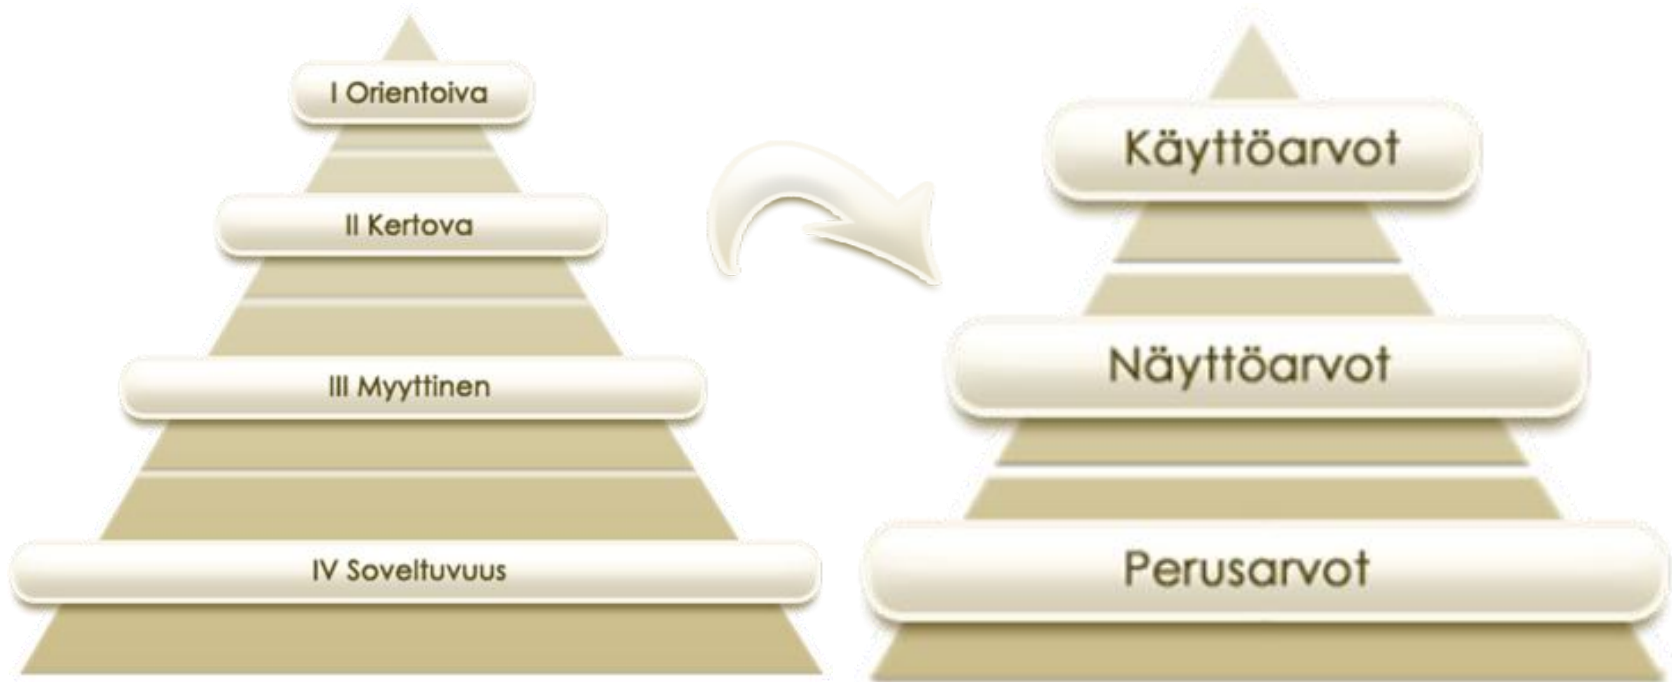 I Orientoiva
II Kertova
III Myyttinen
IV Soveltuvuus
Käyttöarvot
Näyttöarvot
Perusarvot